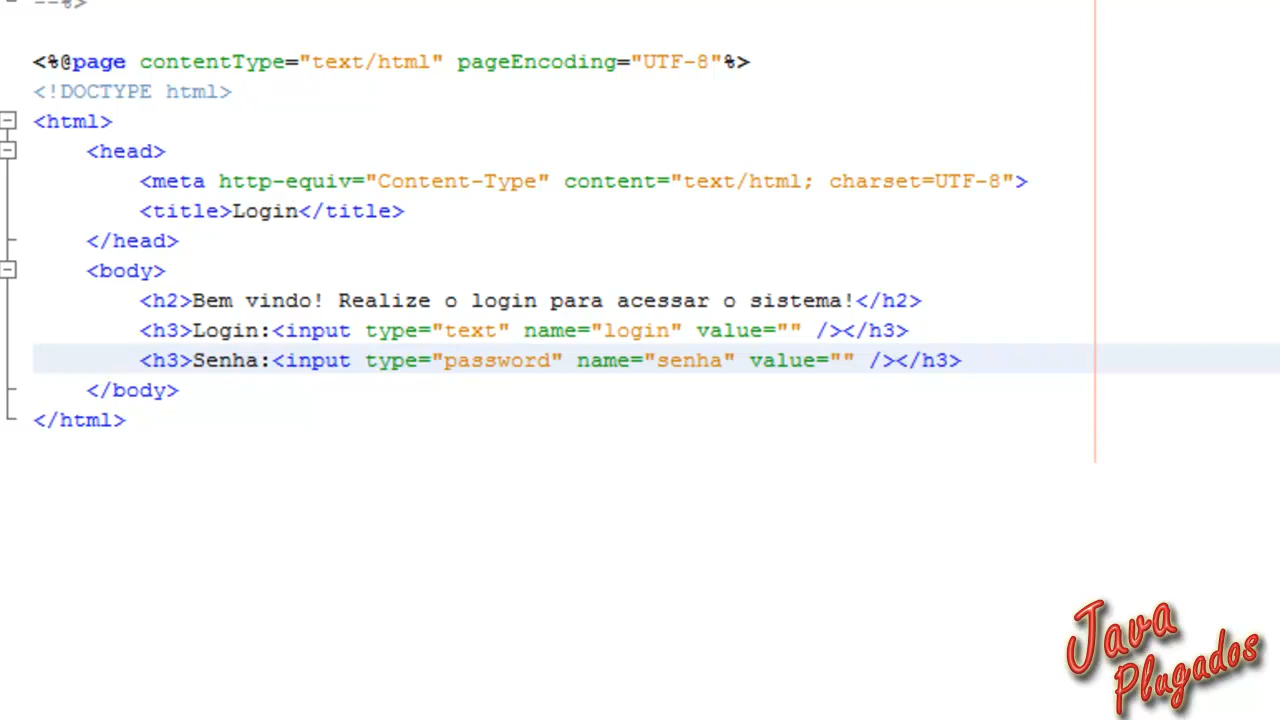 --%>
<%@page contentType="text/html" pageEncoding="UTF-8"%>
<!DOCTYPE html>
<html>
<head>
<meta http-equiv="Content-Type" content="text/html; charset=UTF-8">
<title>Login</title>
</head>
<body>
<h2>Bem vindo! Realize o login para acessar o sistema!</h2>
<h3>Login:<input type="text" name="login" value="" /></h3>
<h3>Senha:<input type="password" name="senha" value="" /></h3>
</body>
</html>
Java
Plugados